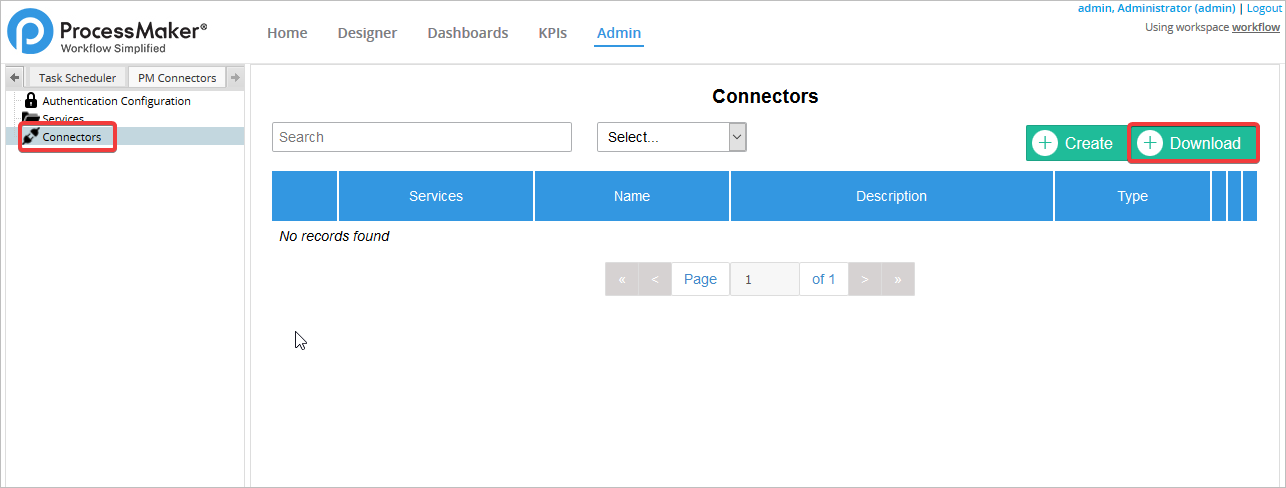 ProcessMaker®
Workflow Simplified
Home Designer Dashboards KPIs Admin
admin, Administrator (admin) | Logout
Using workspace workflow
Task Scheduler PM Connectors
Authentication Configuration
Services
Connectors
Connectors
Search Select... + Create + Download
Services Name Description Type
No records found
« < Page 1 of 1 > »